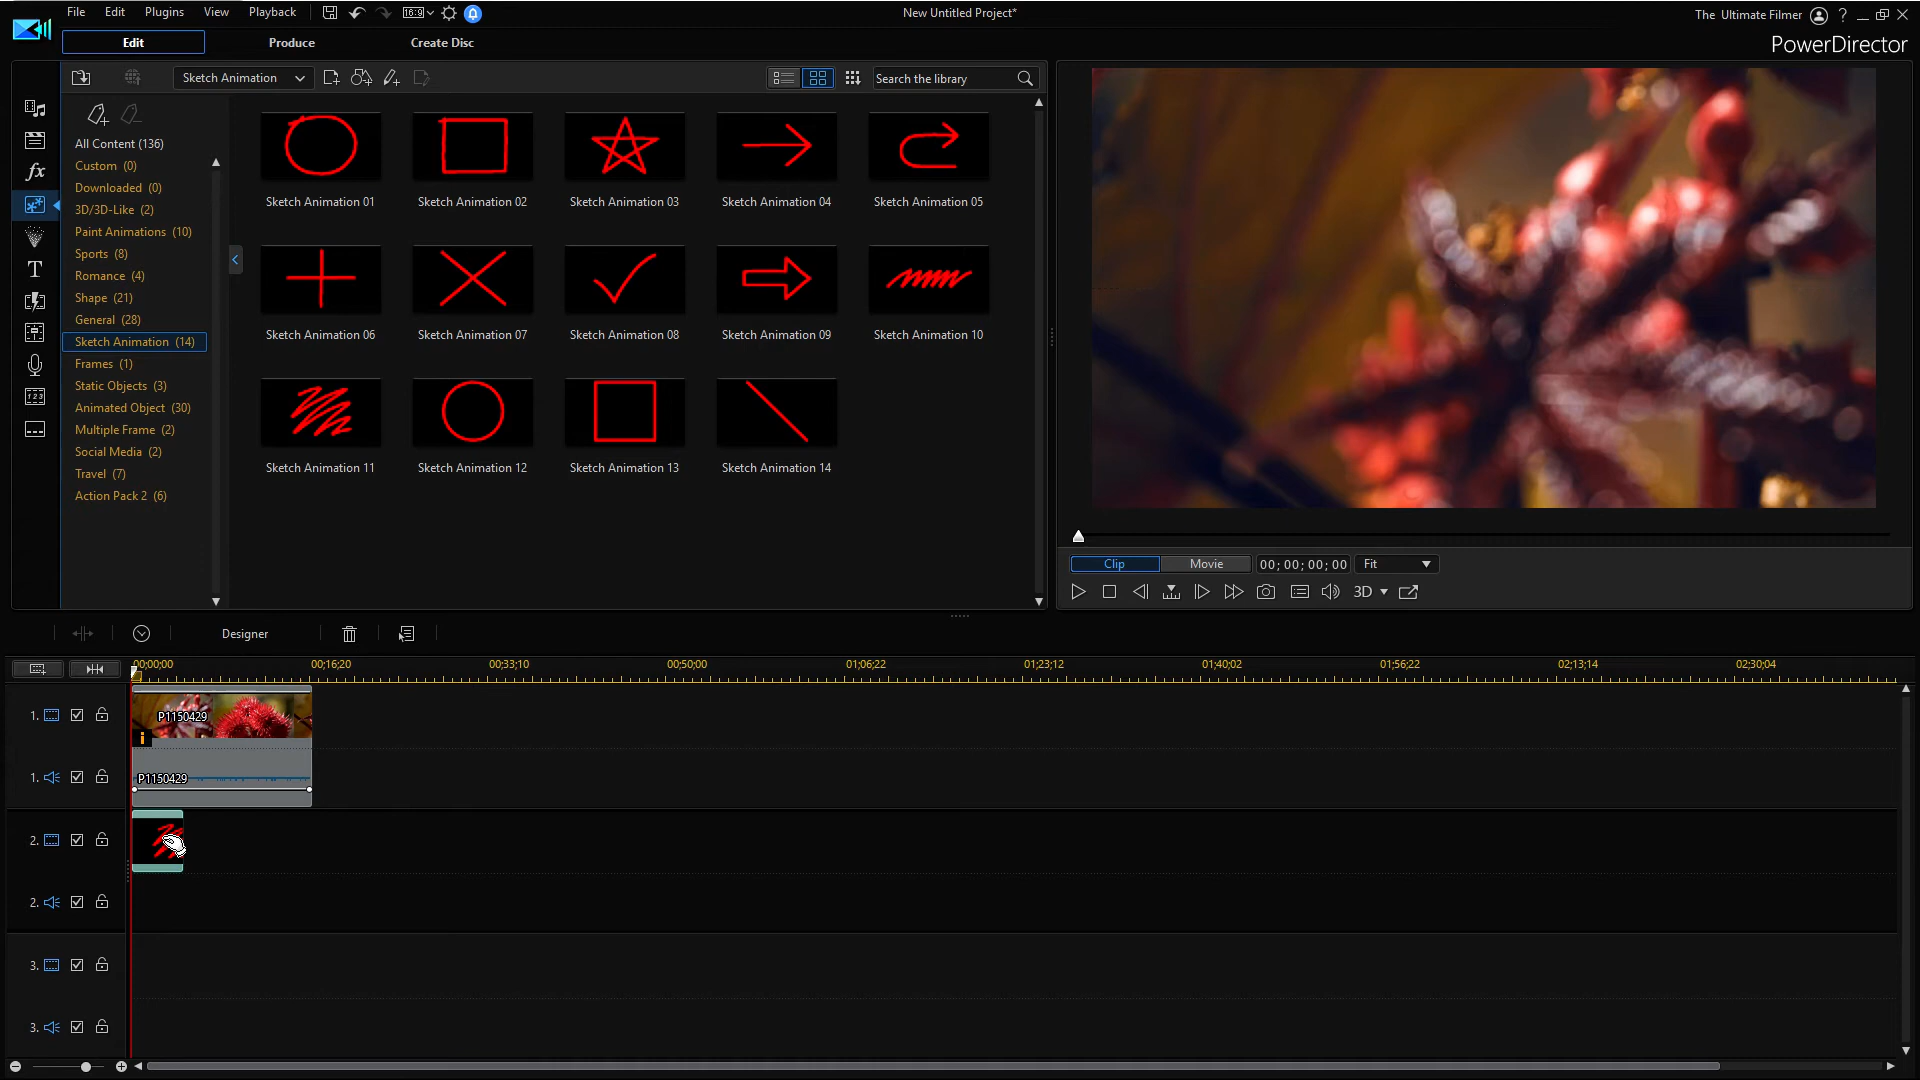 File Edit Plugins View Playback
16:9
New Untitled Project*
The Ultimate Filmer
?
PowerDirector
Edit
Produce
Create Disc
Sketch Animation
Search the library
fx
T
All Content (136)
Custom (0)
Downloaded (0)
3D/3D-Like (2)
Paint Animations (10)
Sports (8)
Romance (4)
Shape (21)
General (28)
Sketch Animation (14)
Frames (1)
Static Objects (3)
Animated Object (30)
Multiple Frame (2)
Social Media (2)
Travel (7)
Action Pack 2 (6)
Sketch Animation 01
Sketch Animation 02
Sketch Animation 03
Sketch Animation 04
Sketch Animation 05
Sketch Animation 06
Sketch Animation 07
Sketch Animation 08
Sketch Animation 09
Sketch Animation 10
Sketch Animation 11
Sketch Animation 12
Sketch Animation 13
Sketch Animation 14
Clip
Movie
00; 00; 00; 00
Fit
3D
Designer
00;00;00
00;16;20
00;33;10
00;50;00
01;06;22
01;23;12
01;40;02
01;56;22
02;13;14
02;30;04
1.
P1150429
i
1.
P1150429
2.
2.
3.
3.